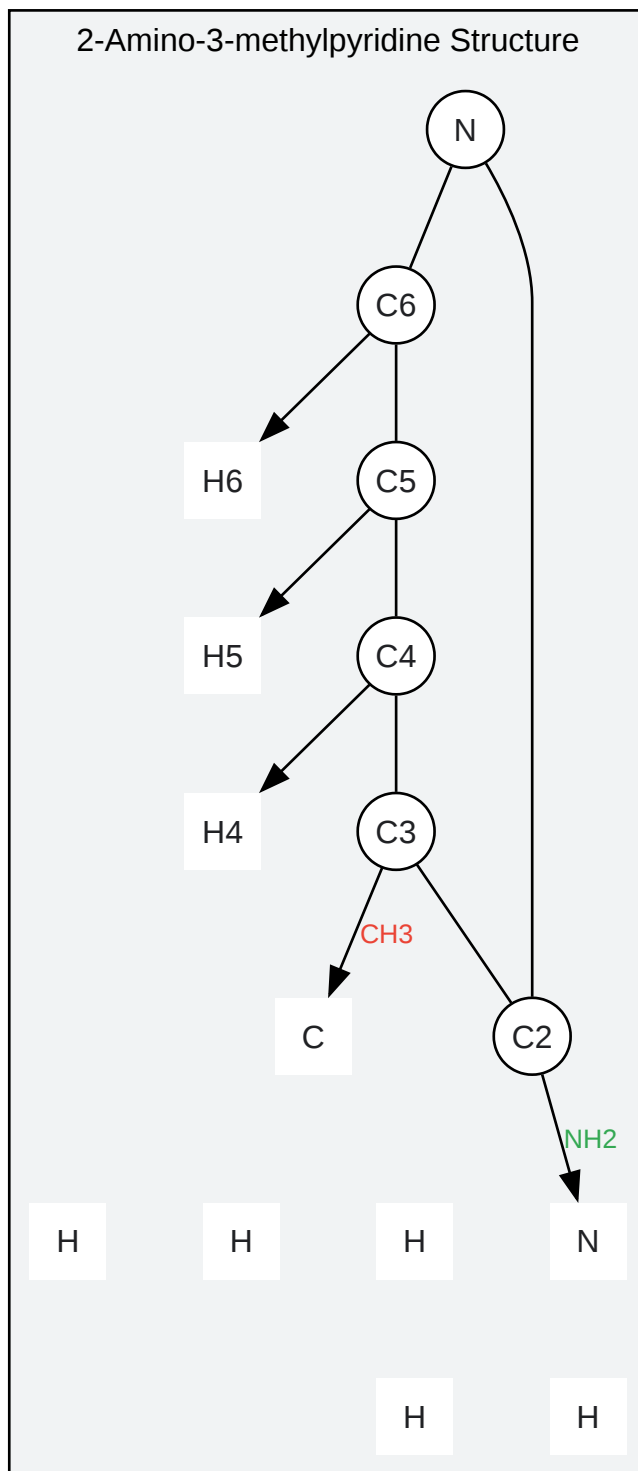 2-Amino-3-methylpyridine Structure
N
C6
H6
C5
H5
C4
H4
C3
CH3
C
C2
NH2
H
H
H
N
H
H